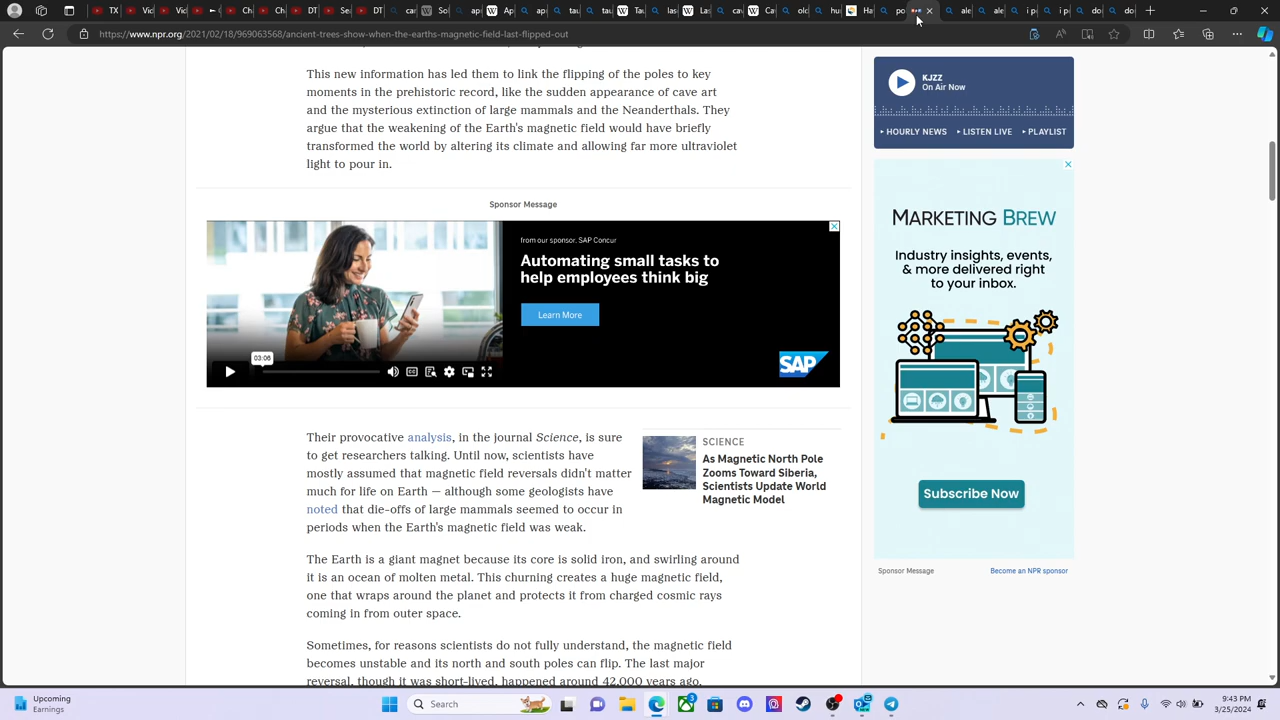 https://www.npr.org/2021/02/18/969063568/ancient-trees-show-when-the-earths-magnetic-field-last-flipped-out
This new information has led them to link the flipping of the poles to key
moments in the prehistoric record, like the sudden appearance of cave art
and the mysterious extinction of large mammals and the Neanderthals. They
argue that the weakening of the Earth's magnetic field would have briefly
transformed the world by altering its climate and allowing far more ultraviolet
light to pour in.
Sponsor Message
from our sponsor, SAP Concur
Automating small tasks to
help employees think big
Learn More
03:06
SAP
Their provocative analysis, in the journal Science, is sure
to get researchers talking. Until now, scientists have
mostly assumed that magnetic field reversals didn't matter
much for life on Earth — although some geologists have
noted that die-offs of large mammals seemed to occur in
periods when the Earth's magnetic field was weak.
SCIENCE
As Magnetic North Pole
Zooms Toward Siberia,
Scientists Update World
Magnetic Model
The Earth is a giant magnet because its core is solid iron, and swirling around
it is an ocean of molten metal. This churning creates a huge magnetic field,
one that wraps around the planet and protects it from charged cosmic rays
coming in from outer space.
Sometimes, for reasons scientists do not fully understand, the magnetic field
becomes unstable and its north and south poles can flip. The last major
reversal, though it was short-lived, happened around 42,000 years ago.
KJZZ
On Air Now
HOURLY NEWS
LISTEN LIVE
PLAYLIST
MARKETING BREW
Industry insights, events,
& more delivered right
to your inbox.
Subscribe Now
Sponsor Message
Become an NPR sponsor
Upcoming
Earnings
Search
3
9:43 PM
3/25/2024